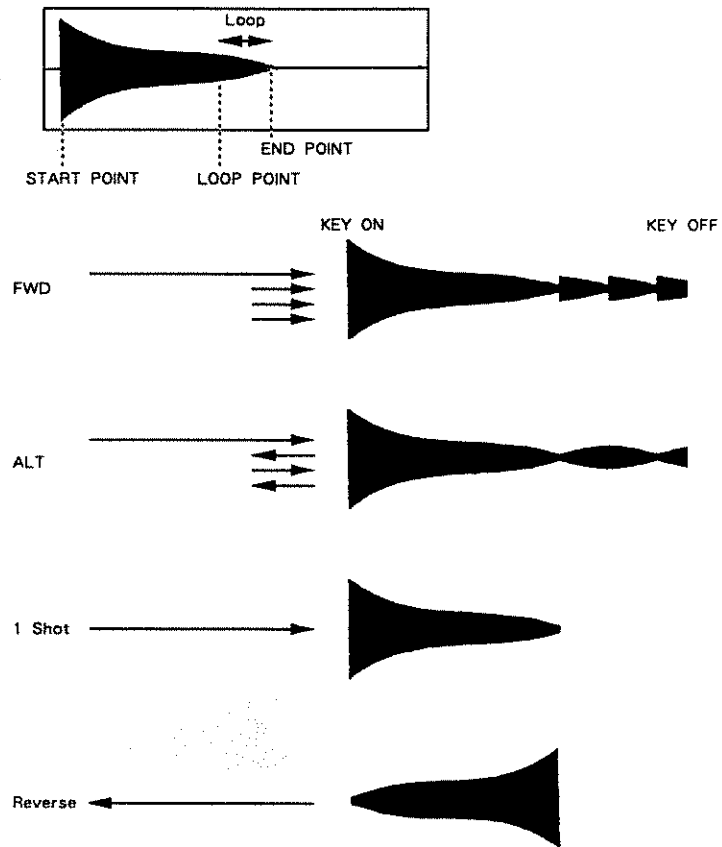 Loop
END POINT
START POINT
LOOP POINT
KEY ON
KEY OFF
FWD
ALT
1 Shot
Reverse